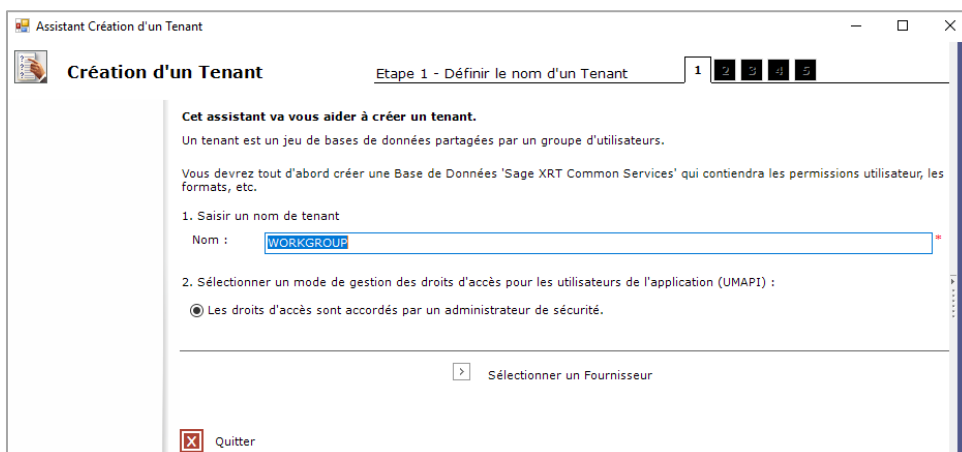 Assistant Création d'un Tenant
Création d'un Tenant
Etape 1 - Définir le nom d'un Tenant
1 2 3 4 5
Cet assistant va vous aider à créer un tenant.
Un tenant est un jeu de bases de données partagées par un groupe d'utilisateurs.
Vous devrez tout d'abord créer une Base de Données 'Sage XRT Common Services' qui contiendra les permissions utilisateur, les
formats, etc.
1. Saisir un nom de tenant
Nom : WORKGROUP *
2. Sélectionner un mode de gestion des droits d'accès pour les utilisateurs de l'application (UMAPI) :
Les droits d'accès sont accordés par un administrateur de sécurité.
Sélectionner un Fournisseur
Quitter